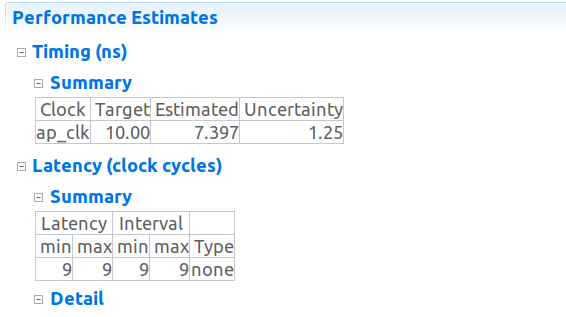 Performance Estimates
Timing (ns)
Summary
Clock Target Estimated Uncertainty
ap_clk 10.00 7.397 1.25
Latency (clock cycles)
Summary
Latency Interval
min max min max Type
9 9 9 9 none
Detail